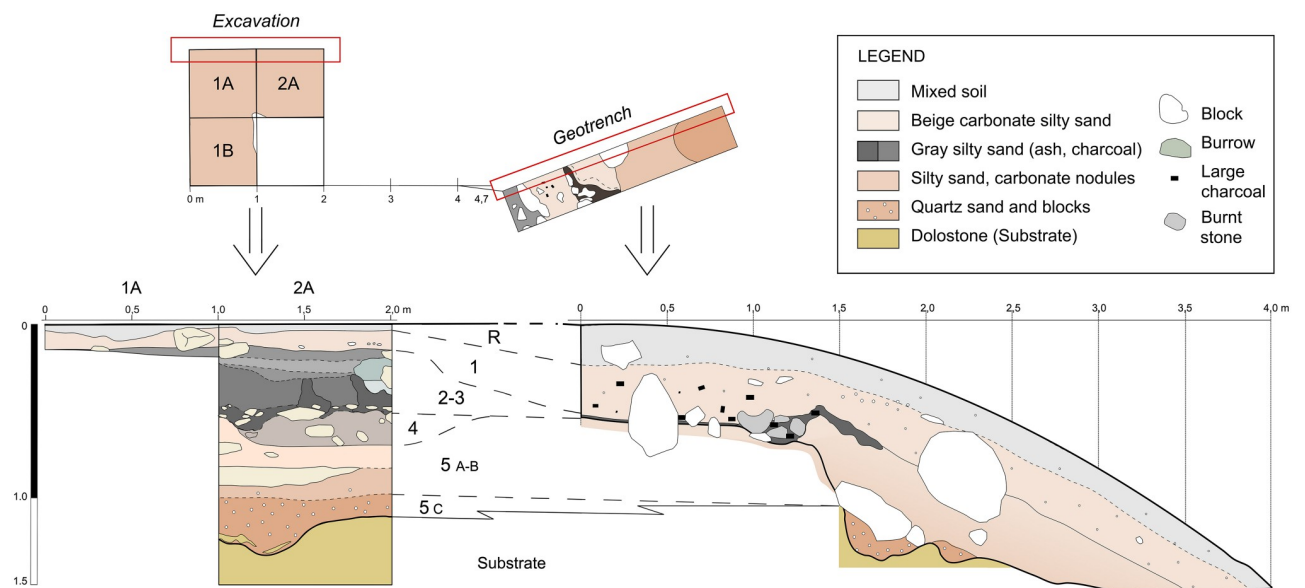 Excavation
1A 2A
1B
0 m 1 2 3 4 4,7
Geotrench
LEGEND
Mixed soil
Beige carbonate silty sand
Gray silty sand (ash, charcoal)
Silty sand, carbonate nodules
Quartz sand and blocks
Dolostone (Substrate)
Block
Burrow
Large
charcoal
Burnt
stone
1A 2A
0 0,5 1,0 1,5 2,0 m
0 0,5 1,0 1,5 2,0 2,5 3,0 3,5 4,0 m
0
1.0
1.5
R
1
2-3
4
5 A-B
5 C
Substrate